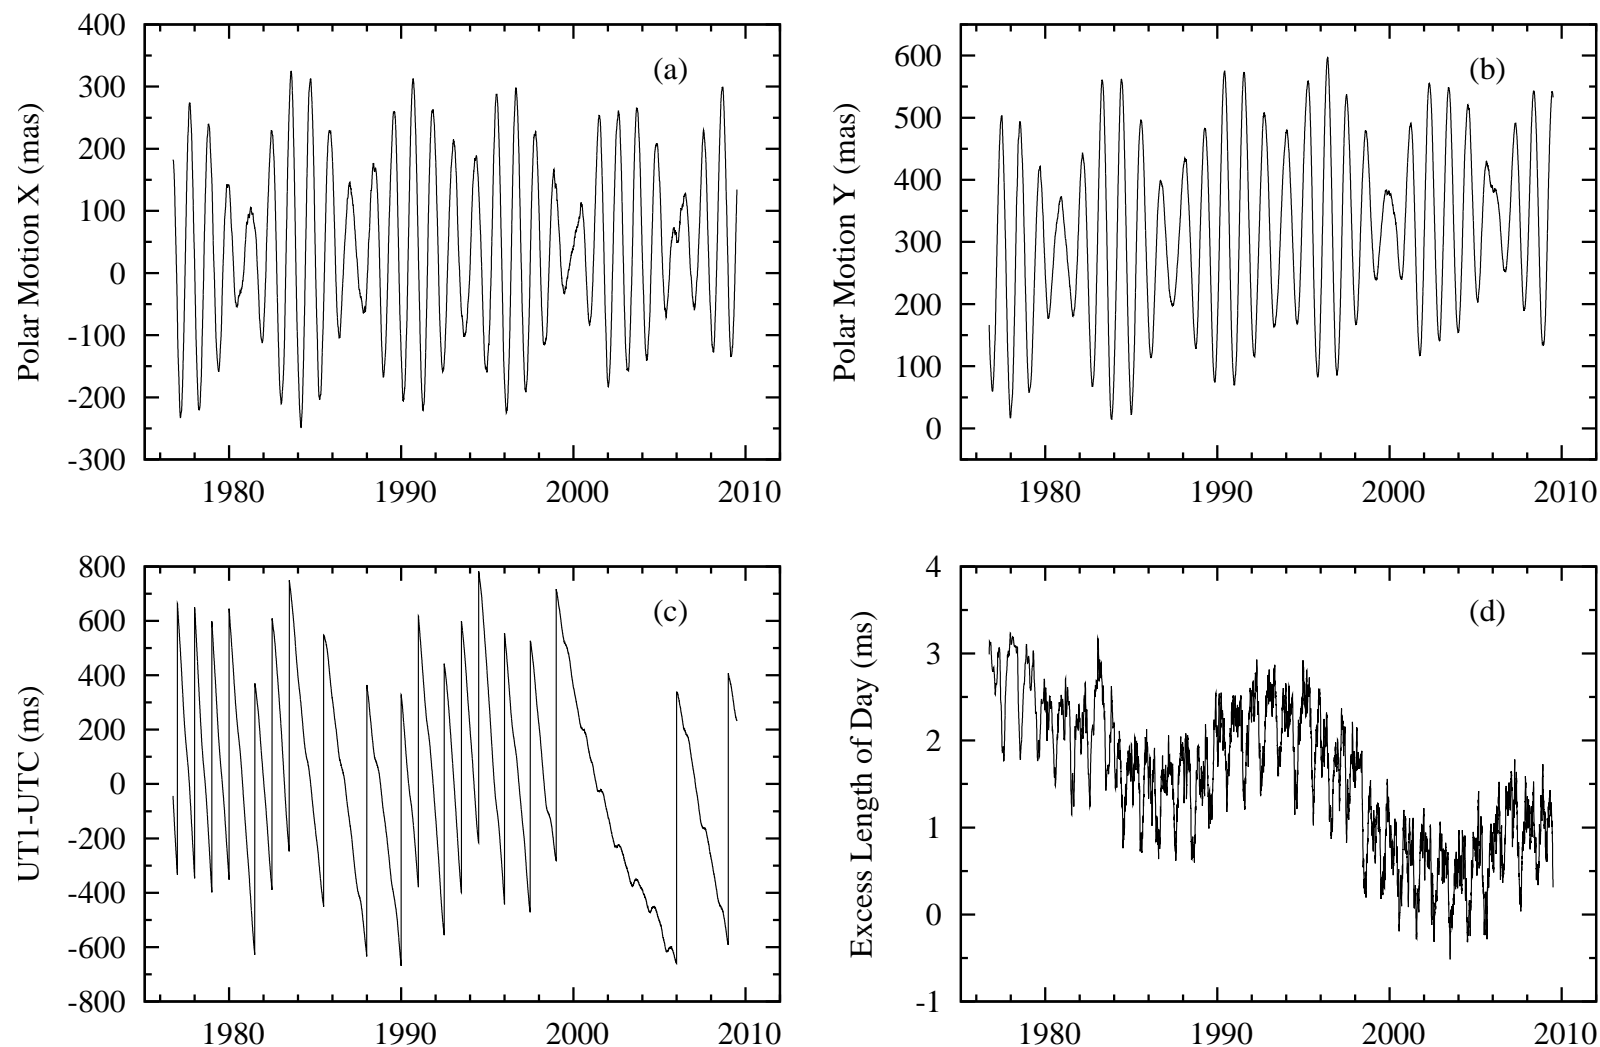 400
300
200
100
0
-100
-200
-300
1980 1990 2000 2010
Polar Motion X (mas)
(a)
600
500
400
300
200
100
0
1980 1990 2000 2010
Polar Motion Y (mas)
(b)
800
600
400
200
0
-200
-400
-600
-800
1980 1990 2000 2010
UT1-UTC (ms)
(c)
4
3
2
1
0
-1
1980 1990 2000 2010
Excess Length of Day (ms)
(d)